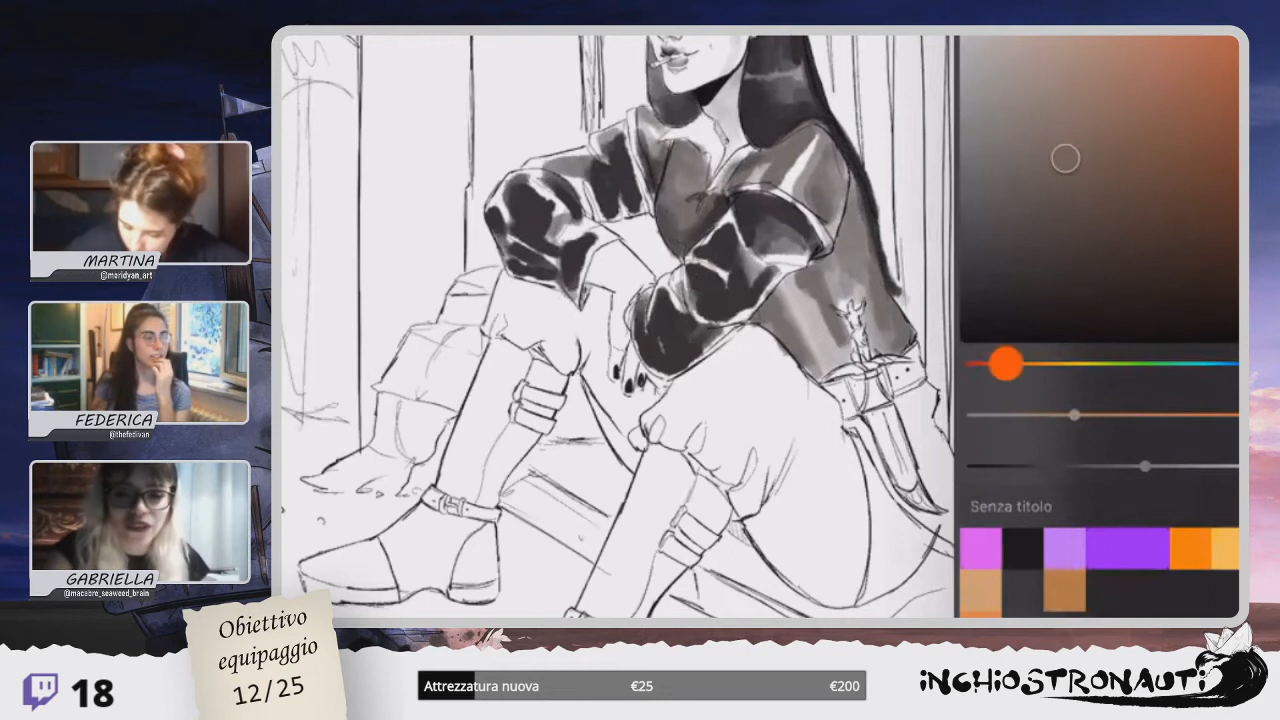 MARTINA
@maridyan_art
FEDERICA
@thefedivan
GABRIELLA
@macabre_seaweed_brain
Senza titolo
Obiettivo
equipaggio
12/25
18
Attrezzatura nuova €25 €200
iNCHiOSTRONAUTi